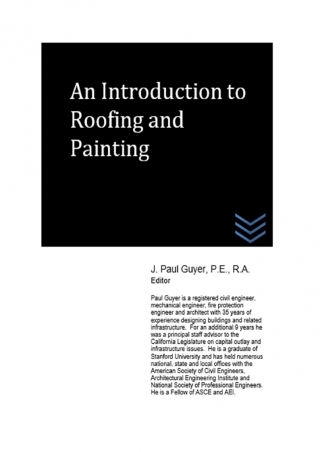 An Introduction to
Roofing and
Painting
J. Paul Guyer, P.E., R.A.
Editor
Paul Guyer is a registered civil engineer,
mechanical engineer, fire protection
engineer and architect with 35 years of
experience designing buildings and related
infrastructure. For an additional 9 years he
was a principal staff advisor to the
California Legislature on capital outlay and
infrastructure issues. He is a graduate of
Stanford University and has held numerous
national, state and local offices with the
American Society of Civil Engineers,
Architectural Engineering Institute and
National Society of Professional Engineers.
He is a Fellow of ASCE and AEI.